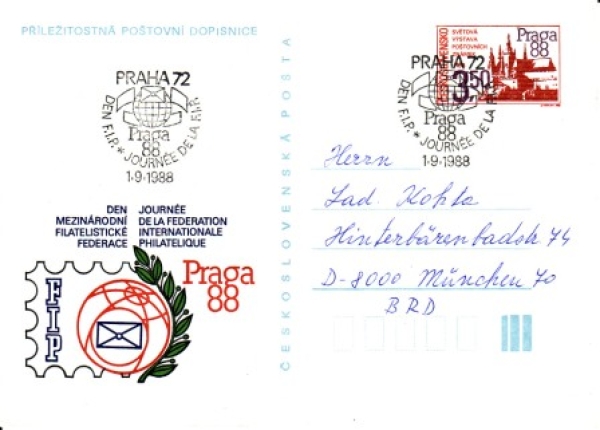 PŘÍLEŽITOSTNÁ POŠTOVNÍ DOPISNICE
PRAHA 72
DEN F.I.P. * JOURNÉE DE LA F.I.P.
Praga
88
1.9.1988
DEN
MEZINÁRODNÍ
FILATELISTICKÉ
FEDERACE
JOURNÉE
DE LA FEDERATION
INTERNATIONALE
PHILATELIQUE
FIP
Praga
88
ČESKOSLOVENSKÁ POŠTA
ČESKOSLOVENSKO
SVĚTOVÁ
VÝSTAVA
POŠTOVNÍCH
Praga
88
3,50
PRAHA 72
DEN F.I.P. * JOURNÉE DE LA F.I.P.
Praga
88
1.9.1988
Herrn
Lad. Kohta
Hinterbärenbadstr 74
D-8000 München 70
BRD